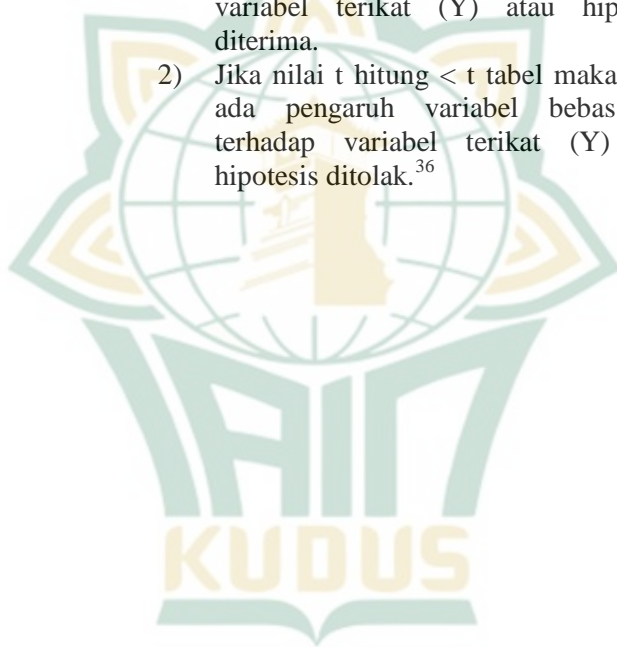 variabel terikat (Y) atau hip
diterima.
2) Jika nilai t hitung < t tabel maka
ada pengaruh variabel bebas
terhadap variabel terikat (Y)
hipotesis ditolak.36
IAIN
KUDUS